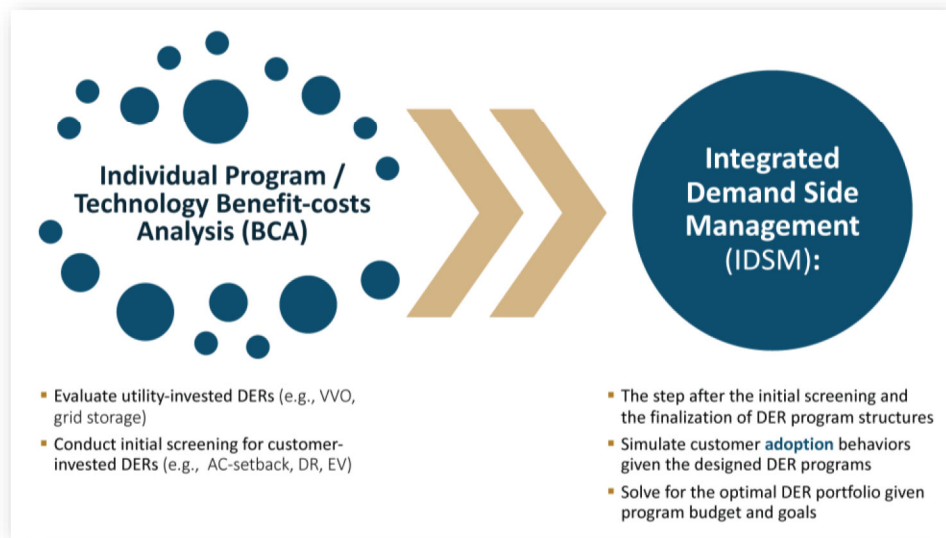 Individual Program /
Technology Benefit-costs
Analysis (BCA)
Integrated
Demand Side
Management
(IDSM):
▪ Evaluate utility-invested DERs (e.g., VVO,
grid storage)
▪ Conduct initial screening for customer-
invested DERs (e.g., AC-setback, DR, EV)
▪ The step after the initial screening and
the finalization of DER program structures
▪ Simulate customer adoption behaviors
given the designed DER programs
▪ Solve for the optimal DER portfolio given
program budget and goals